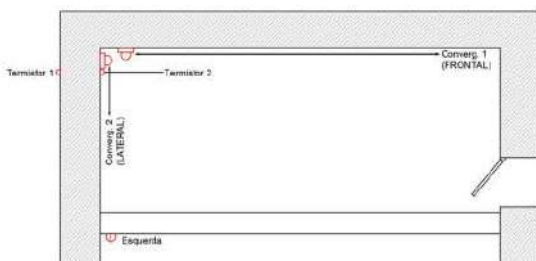 Converg. 1
(FRONTAL)
Termistor 1
Termistor 2
Converg. 2
(LATERAL)
Esquerda